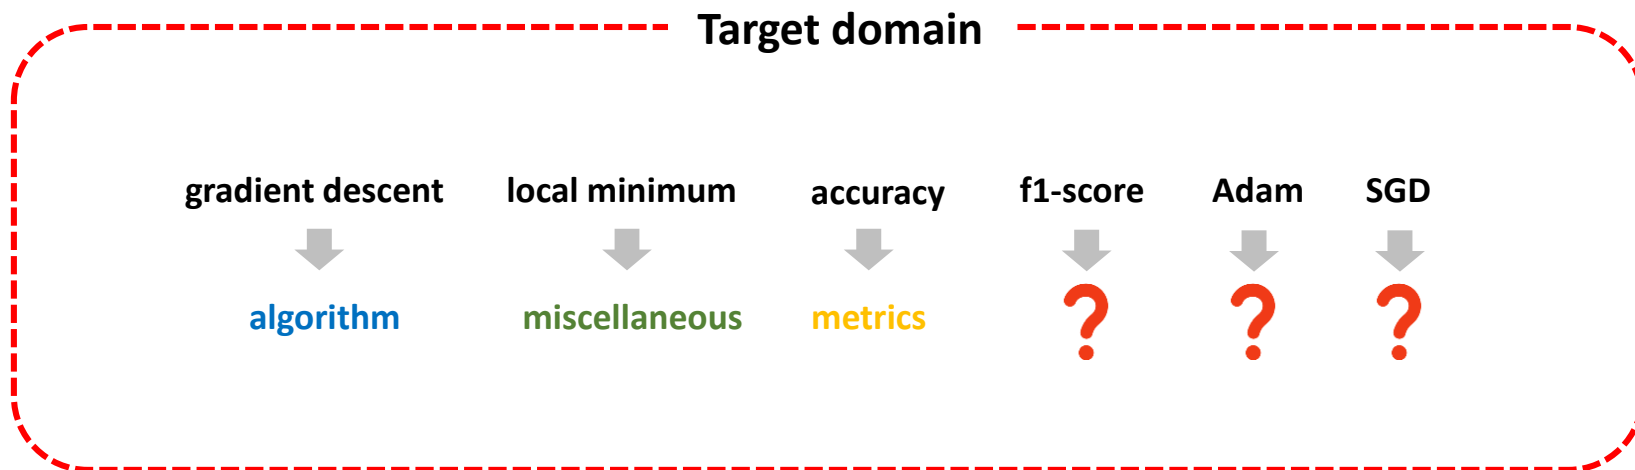 Target domain
gradient descent local minimum accuracy f1-score Adam SGD
algorithm miscellaneous metrics ? ? ?